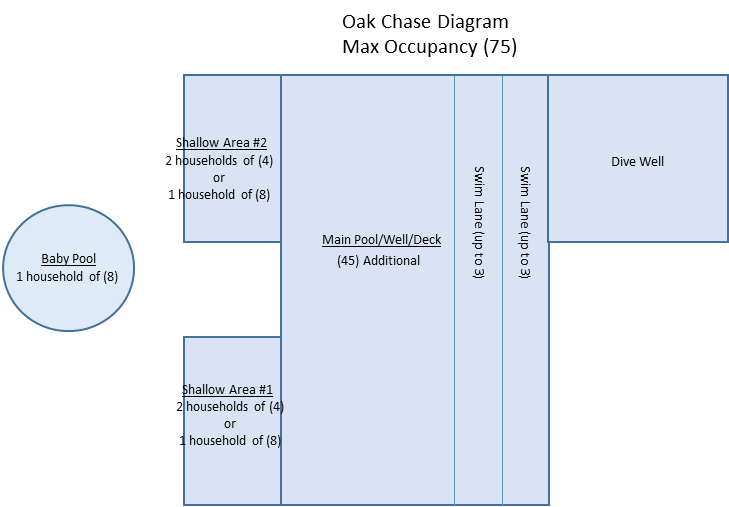 Oak Chase Diagram
Max Occupancy (75)
Shallow Area #2
2 households of (4)
or
1 household of (8)
Dive Well
Swim Lane (up to 3)
Swim Lane (up to 3)
Main Pool/Well/Deck
(45) Additional
Baby Pool
1 household of (8)
Shallow Area #1
2 households of (4)
or
1 household of (8)